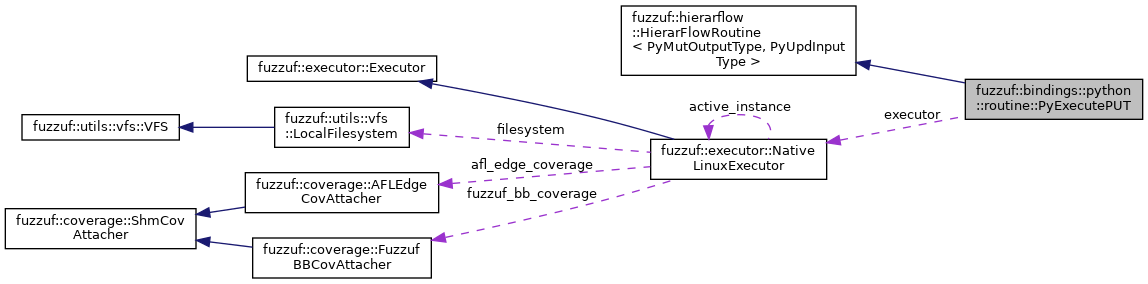 fuzzuf::hierarflow
::HierarFlowRoutine
< PyMutOutputType, PyUpdInput
Type >
fuzzuf::executor::Executor
fuzzuf::bindings::python
::routine::PyExecutePUT
active_instance
executor
fuzzuf::utils::vfs
::LocalFilesystem
fuzzuf::utils::vfs::VFS
filesystem
fuzzuf::executor::Native
LinuxExecutor
afl_edge_coverage
fuzzuf::coverage::AFLEdge
CovAttacher
fuzzuf_bb_coverage
fuzzuf::coverage::ShmCov
Attacher
fuzzuf::coverage::Fuzzuf
BBCovAttacher